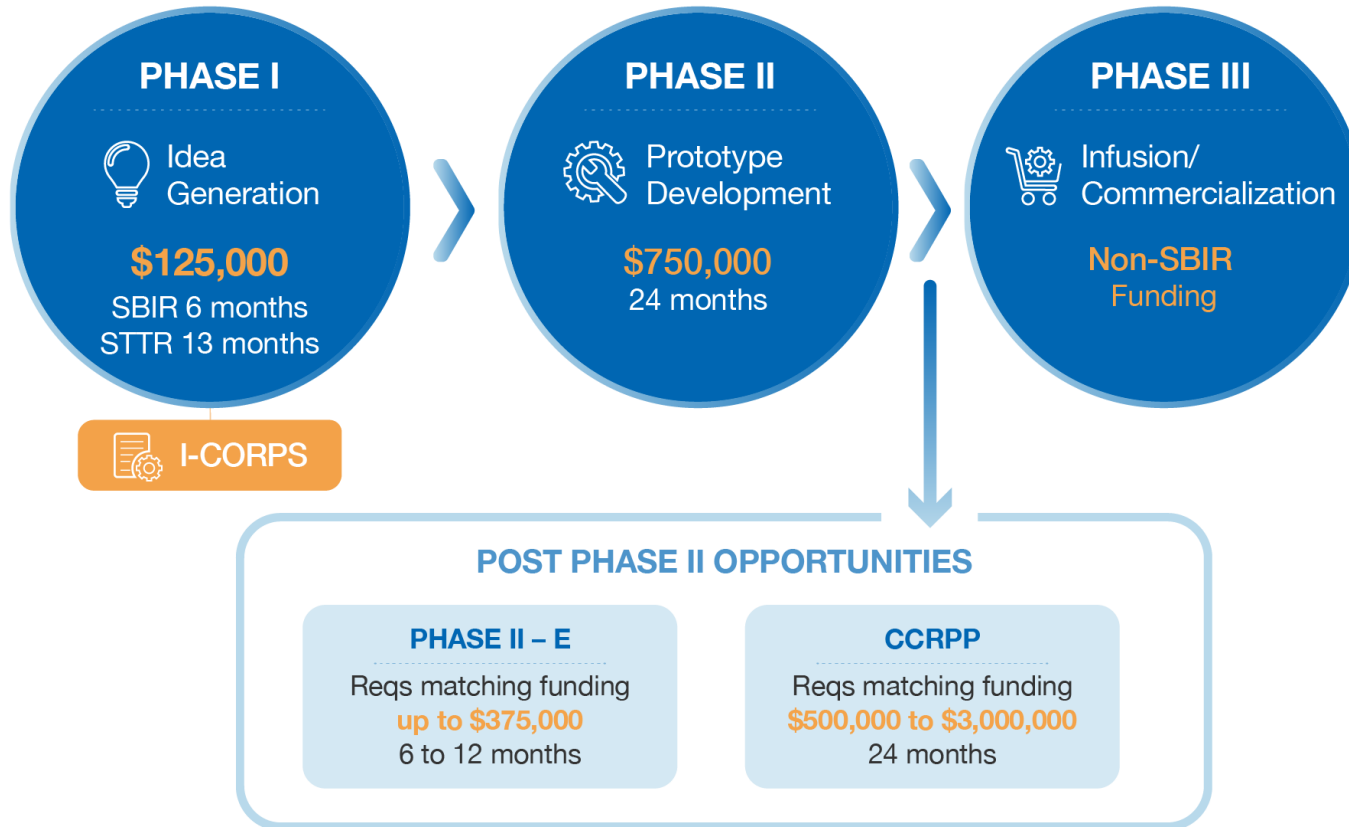 PHASE I
Idea
Generation
$125,000
SBIR 6 months
STTR 13 months
I-CORPS
PHASE II
Prototype
Development
$750,000
24 months
PHASE III
Infusion/
Commercialization
Non-SBIR
Funding
POST PHASE II OPPORTUNITIES
PHASE II – E
Reqs matching funding
up to $375,000
6 to 12 months
CCRPP
Reqs matching funding
$500,000 to $3,000,000
24 months